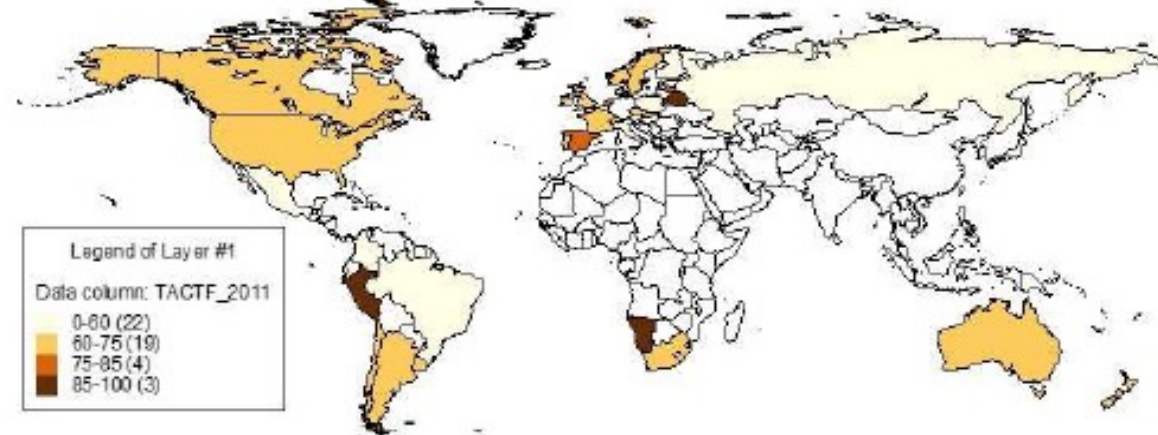 Legend of Layer #1
Data column: TACTF_2011
0-60 (22)
60-75 (19)
75-85 (4)
85-100 (3)